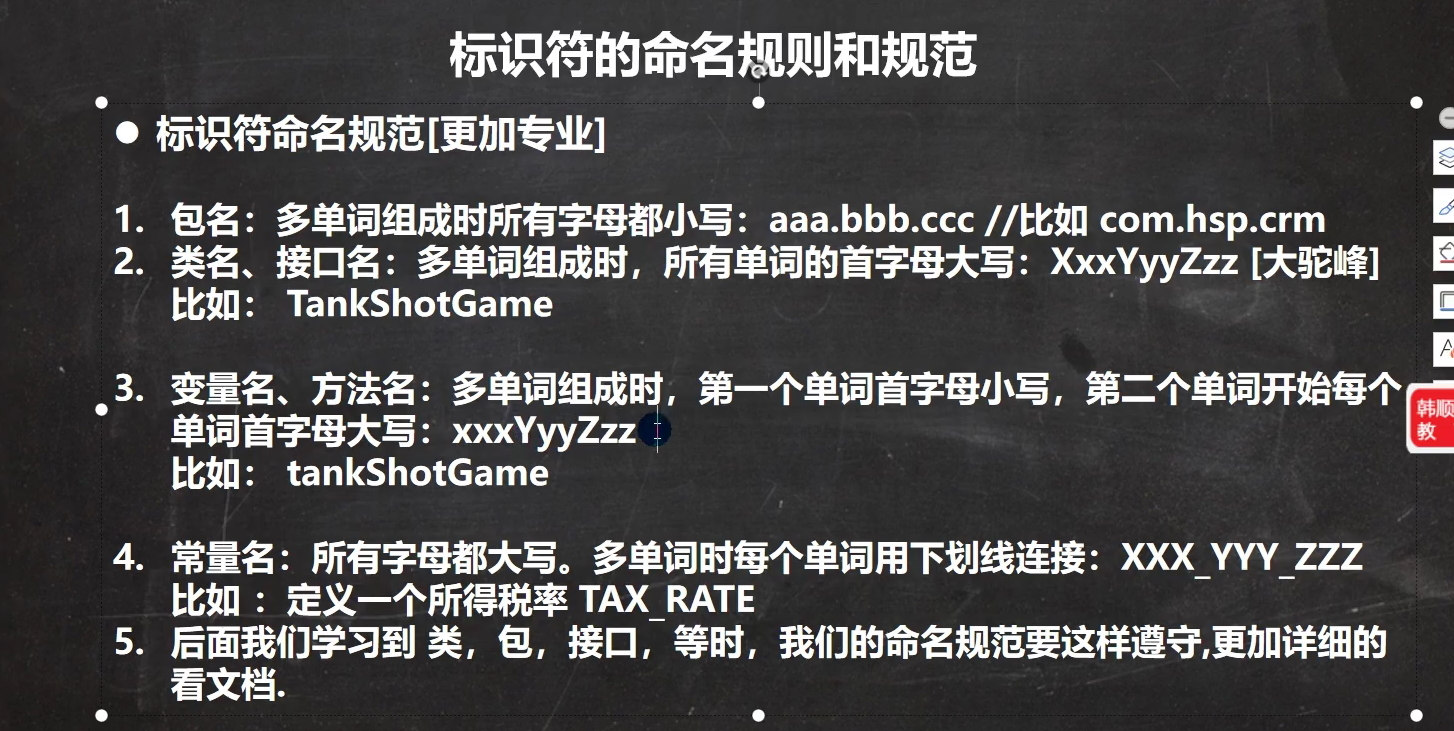 标识符的命名规则和规范
● 标识符命名规范[更加专业]
1. 包名：多单词组成时所有字母都小写：aaa.bbb.ccc //比如 com.hsp.crm
2. 类名、接口名：多单词组成时，所有单词的首字母大写：XxxYyyZzz [大驼峰]
比如： TankShotGame
3. 变量名、方法名：多单词组成时，第一个单词首字母小写，第二个单词开始每个
单词首字母大写：xxxYyyZzz
比如： tankShotGame
4. 常量名：所有字母都大写。多单词时每个单词用下划线连接：XXX_YYY_ZZZ
比如 ：定义一个所得税率 TAX_RATE
5. 后面我们学习到 类，包，接口，等时，我们的命名规范要这样遵守,更加详细的
看文档.
韩顺
教